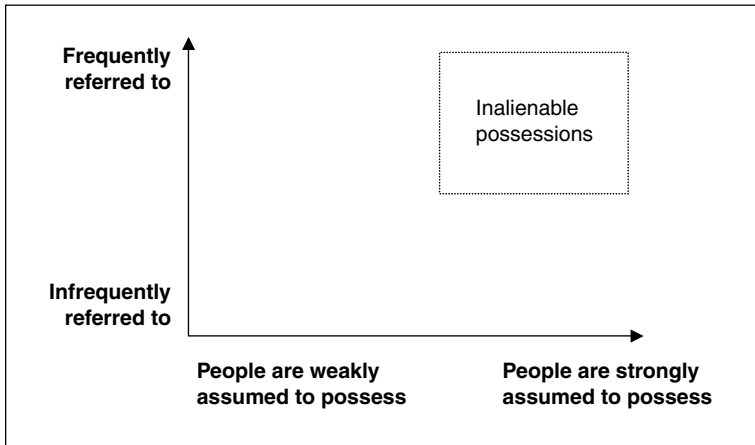 Frequently
referred to
Inalienable
possessions
Infrequently
referred to
People are weakly
assumed to possess
People are strongly
assumed to possess